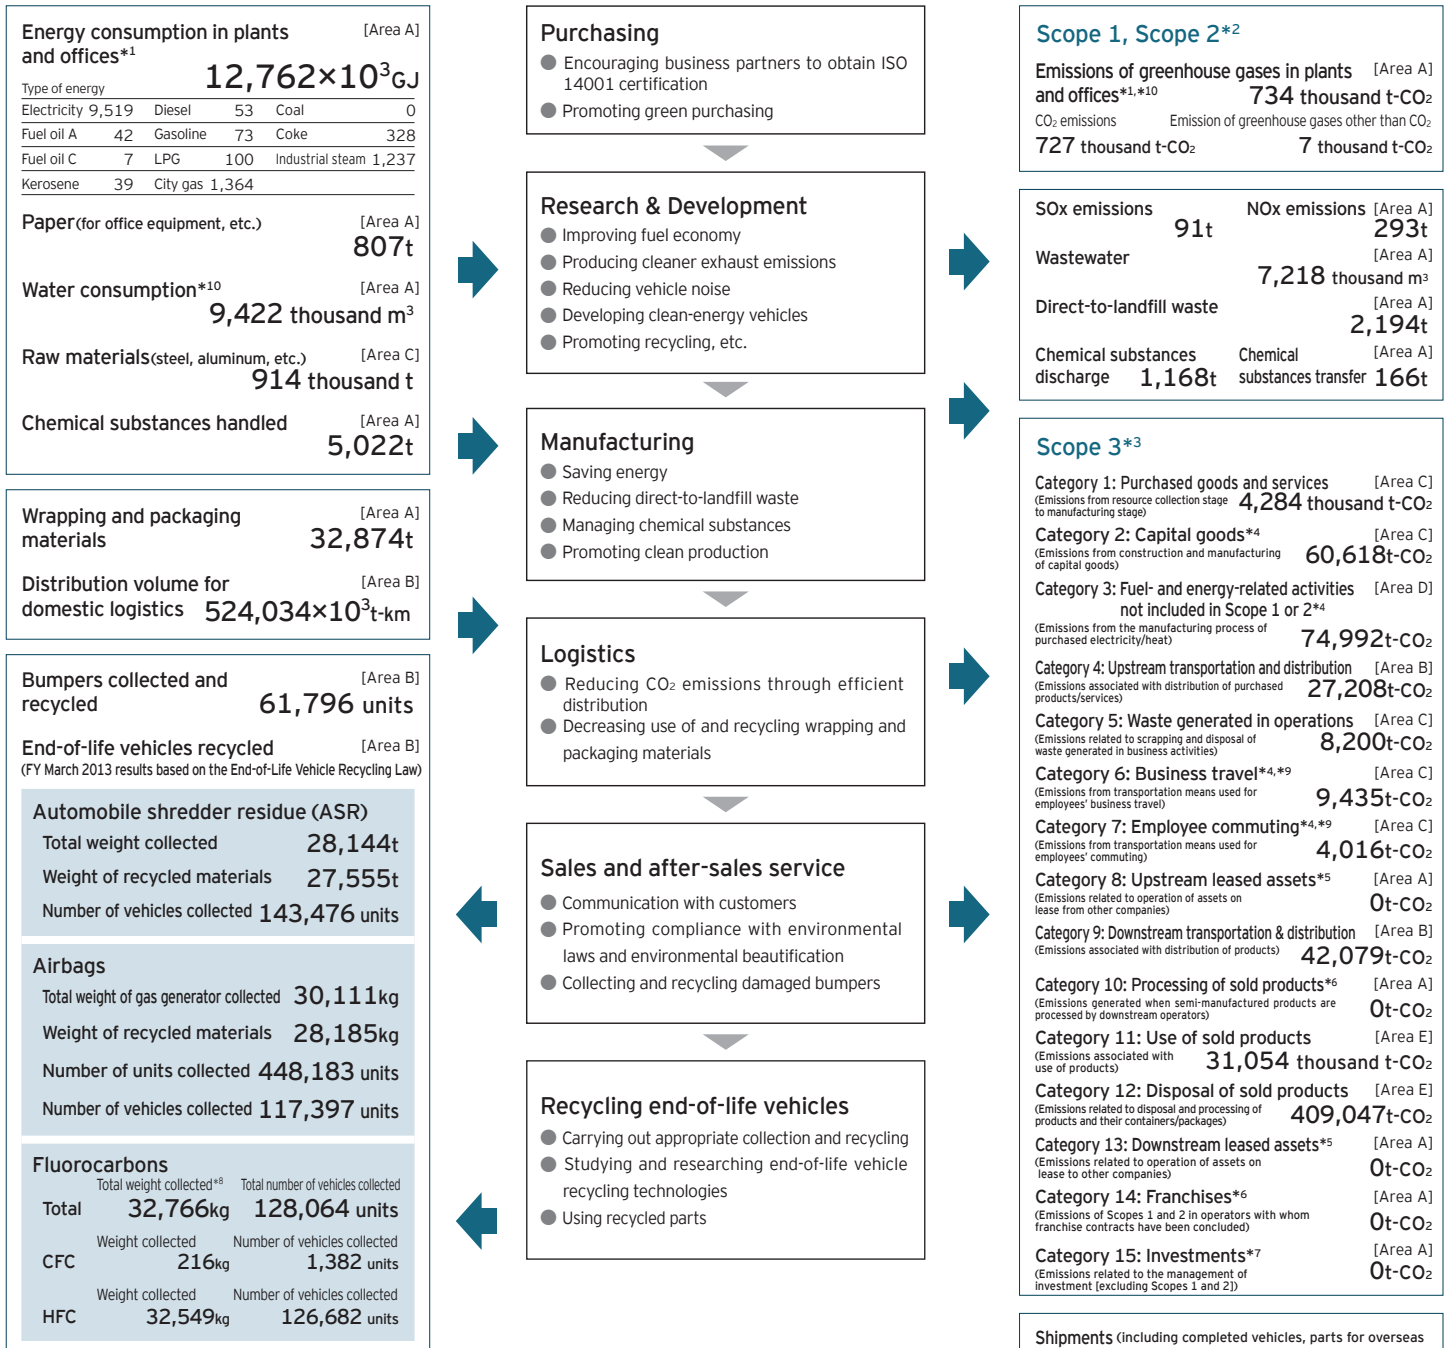 Energy consumption in plants [Area A]
and offices*1
12,762×10³GJ
Type of energy
Electricity 9,519 Diesel 53 Coal 0
Fuel oil A 42 Gasoline 73 Coke 328
Fuel oil C 7 LPG 100 Industrial steam 1,237
Kerosene 39 City gas 1,364
Paper(for office equipment, etc.) [Area A]
807t
Water consumption*10 [Area A]
9,422 thousand m³
Raw materials(steel, aluminum, etc.) [Area C]
914 thousand t
Chemical substances handled [Area A]
5,022t
Wrapping and packaging [Area A]
materials 32,874t
Distribution volume for [Area B]
domestic logistics 524,034×10³t-km
Bumpers collected and [Area B]
recycled 61,796 units
End-of-life vehicles recycled [Area B]
(FY March 2013 results based on the End-of-Life Vehicle Recycling Law)
Automobile shredder residue (ASR)
Total weight collected 28,144t
Weight of recycled materials 27,555t
Number of vehicles collected 143,476 units
Airbags
Total weight of gas generator collected 30,111kg
Weight of recycled materials 28,185kg
Number of units collected 448,183 units
Number of vehicles collected 117,397 units
Fluorocarbons
Total weight collected*8 Total number of vehicles collected
Total 32,766kg 128,064 units
Weight collected Number of vehicles collected
CFC 216kg 1,382 units
Weight collected Number of vehicles collected
HFC 32,549kg 126,682 units
Purchasing
● Encouraging business partners to obtain ISO
14001 certification
● Promoting green purchasing
Research & Development
● Improving fuel economy
● Producing cleaner exhaust emissions
● Reducing vehicle noise
● Developing clean-energy vehicles
● Promoting recycling, etc.
Manufacturing
● Saving energy
● Reducing direct-to-landfill waste
● Managing chemical substances
● Promoting clean production
Logistics
● Reducing CO₂ emissions through efficient
distribution
● Decreasing use of and recycling wrapping and
packaging materials
Sales and after-sales service
● Communication with customers
● Promoting compliance with environmental
laws and environmental beautification
● Collecting and recycling damaged bumpers
Recycling end-of-life vehicles
● Carrying out appropriate collection and recycling
● Studying and researching end-of-life vehicle
recycling technologies
● Using recycled parts
Scope 1, Scope 2*2
Emissions of greenhouse gases in plants [Area A]
and offices*1,*10 734 thousand t-CO₂
CO₂ emissions Emission of greenhouse gases other than CO₂
727 thousand t-CO₂ 7 thousand t-CO₂
SOx emissions NOx emissions [Area A]
91t 293t
Wastewater [Area A]
7,218 thousand m³
Direct-to-landfill waste [Area A]
2,194t
Chemical substances Chemical [Area A]
discharge 1,168t substances transfer 166t
Scope 3*3
Category 1: Purchased goods and services [Area C]
(Emissions from resource collection stage 4,284 thousand t-CO₂
to manufacturing stage)
Category 2: Capital goods*4 [Area C]
(Emissions from construction and manufacturing 60,618t-CO₂
of capital goods)
Category 3: Fuel- and energy-related activities [Area D]
not included in Scope 1 or 2*4
(Emissions from the manufacturing process of
purchased electricity/heat) 74,992t-CO₂
Category 4: Upstream transportation and distribution [Area B]
(Emissions associated with distribution of purchased 27,208t-CO₂
products/services)
Category 5: Waste generated in operations [Area C]
(Emissions related to scrapping and disposal of 8,200t-CO₂
waste generated in business activities)
Category 6: Business travel*4,*9 [Area C]
(Emissions from transportation means used for
employees' business travel) 9,435t-CO₂
Category 7: Employee commuting*4,*9 [Area C]
(Emissions from transportation means used for
employees' commuting) 4,016t-CO₂
Category 8: Upstream leased assets*5 [Area A]
(Emissions related to operation of assets on
lease from other companies) 0t-CO₂
Category 9: Downstream transportation & distribution [Area B]
(Emissions associated with distribution of products) 42,079t-CO₂
Category 10: Processing of sold products*6 [Area A]
(Emissions generated when semi-manufactured products are
processed by downstream operators) 0t-CO₂
Category 11: Use of sold products [Area E]
(Emissions associated with
use of products) 31,054 thousand t-CO₂
Category 12: Disposal of sold products [Area E]
(Emissions related to disposal and processing of
products and their containers/packages) 409,047t-CO₂
Category 13: Downstream leased assets*5 [Area A]
(Emissions related to operation of assets on
lease to other companies) 0t-CO₂
Category 14: Franchises*6 [Area A]
(Emissions of Scopes 1 and 2 in operators with whom
franchise contracts have been concluded) 0t-CO₂
Category 15: Investments*7 [Area A]
(Emissions related to the management of 0t-CO₂
investment [excluding Scopes 1 and 2])
Shipments (including completed vehicles, parts for overseas